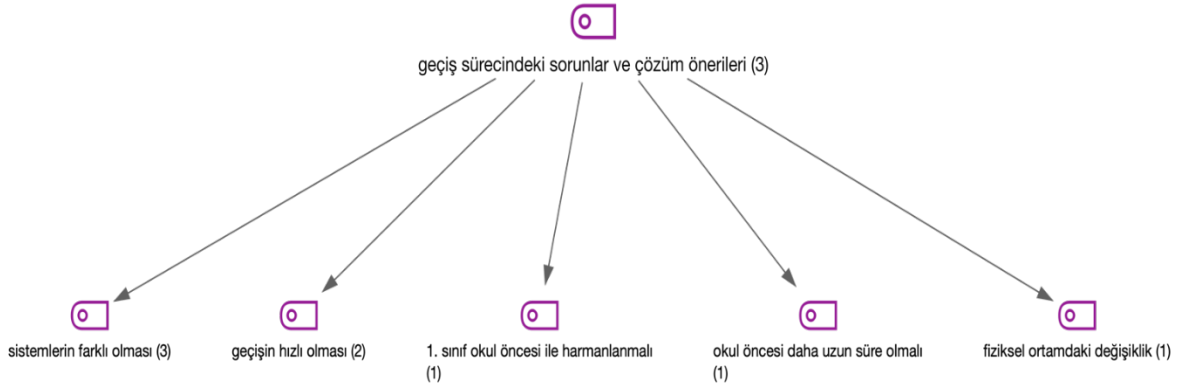 geçiş sürecindeki sorunlar ve çözüm önerileri (3)
sistemlerin farklı olması (3)
geçişin hızlı olması (2)
1. sınıf okul öncesi ile harmanlanmalı
(1)
okul öncesi daha uzun süre olmalı
(1)
fiziksel ortamdaki değişiklik (1)